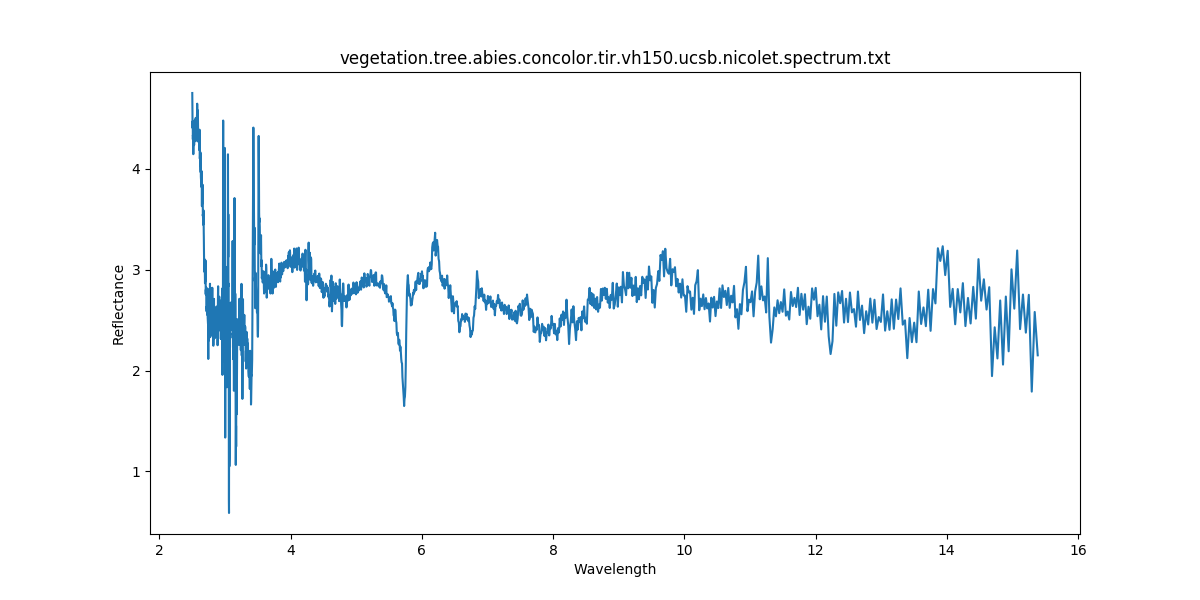 vegetation.tree.abies.concolor.tir.vh150.ucsb.nicolet.spectrum.txt
Reflectance
4
3
2
1
2 4 6 8 10 12 14 16
Wavelength